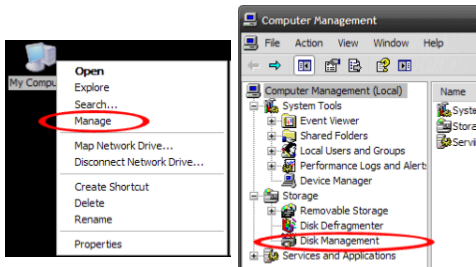 My Compu
Open
Explore
Search...
Manage
Map Network Drive...
Disconnect Network Drive...
Create Shortcut
Delete
Rename
Properties
Computer Management
File Action View Window Help
Computer Management (Local)
System Tools
Event Viewer
Shared Folders
Local Users and Groups
Performance Logs and Alert
Device Manager
Storage
Removable Storage
Disk Defragmenter
Disk Management
Services and Applications
Name
Syste
Stora
Servi